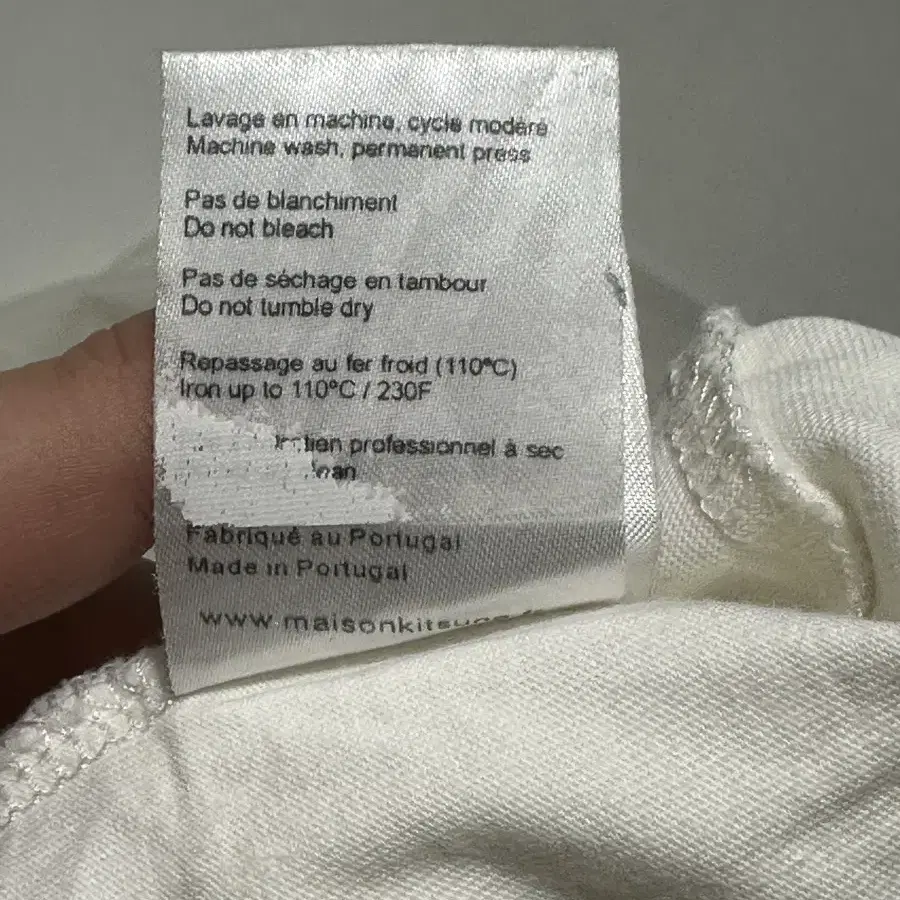 Lavage en machine, cycle modéré
Machine wash, permanent press
Pas de blanchiment
Do not bleach
Pas de séchage en tambour
Do not tumble dry
Repassage au fer froid (110°C)
Iron up to 110°C / 230F
professionnel à sec
Fabriqué au Portugal
Made in Portugal